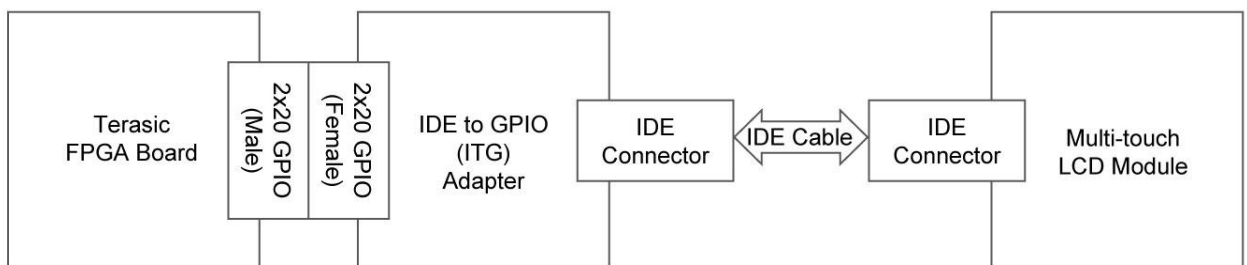 Terasic
FPGA Board
2x20 GPIO
(Male)
2x20 GPIO
(Female)
IDE to GPIO
(ITG)
Adapter
IDE
Connector
IDE Cable
IDE
Connector
Multi-touch
LCD Module